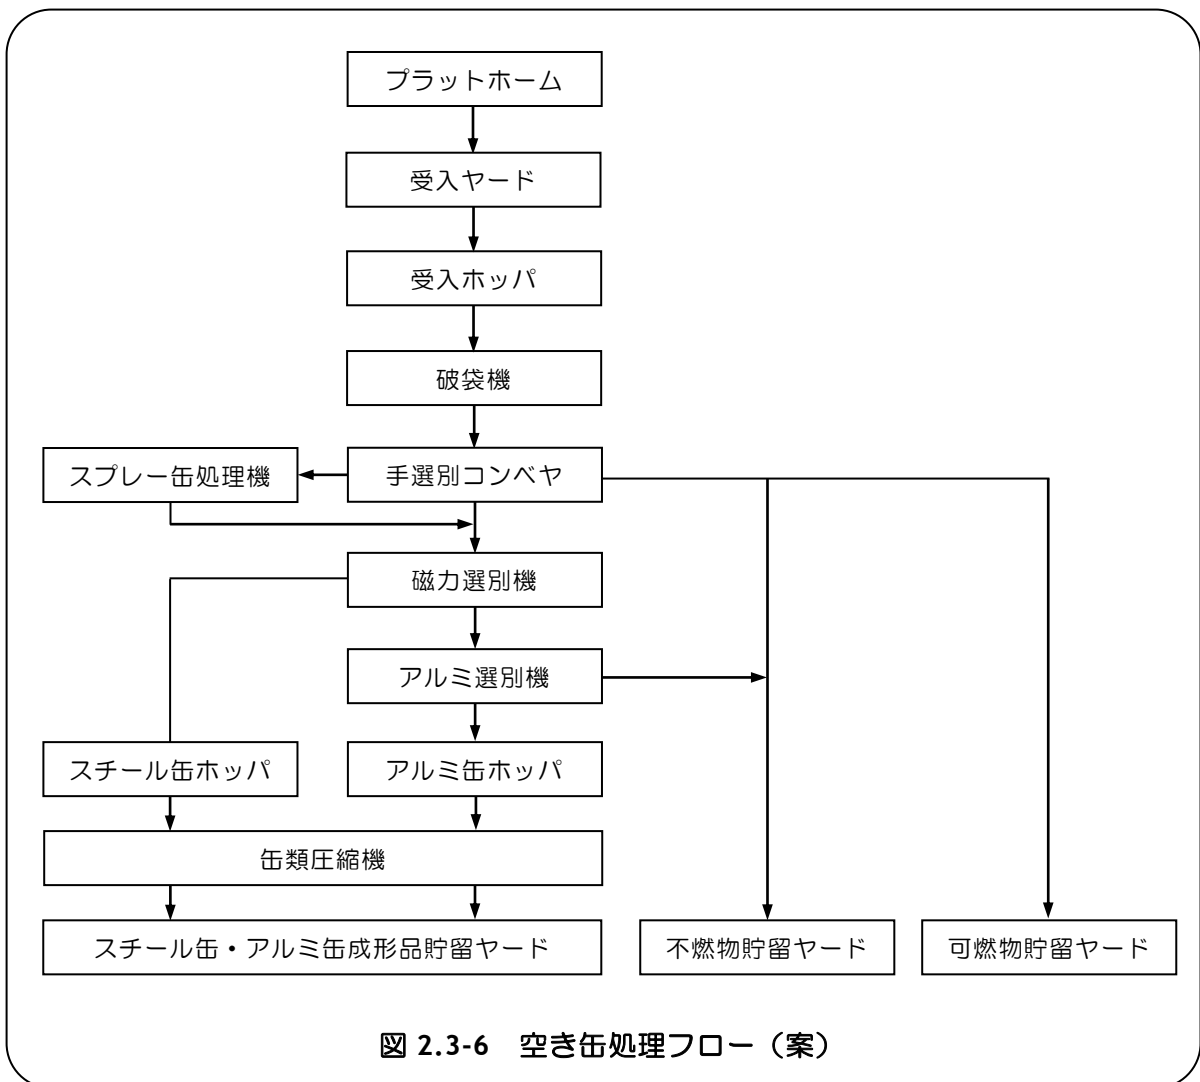 プラットホーム
受入ヤード
受入ホッパ
破袋機
スプレー缶処理機
手選別コンベヤ
磁力選別機
アルミ選別機
スチール缶ホッパ
アルミ缶ホッパ
缶類圧縮機
スチール缶・アルミ缶成形品貯留ヤード
不燃物貯留ヤード
可燃物貯留ヤード
図 2.3-6 空き缶処理フロー（案）